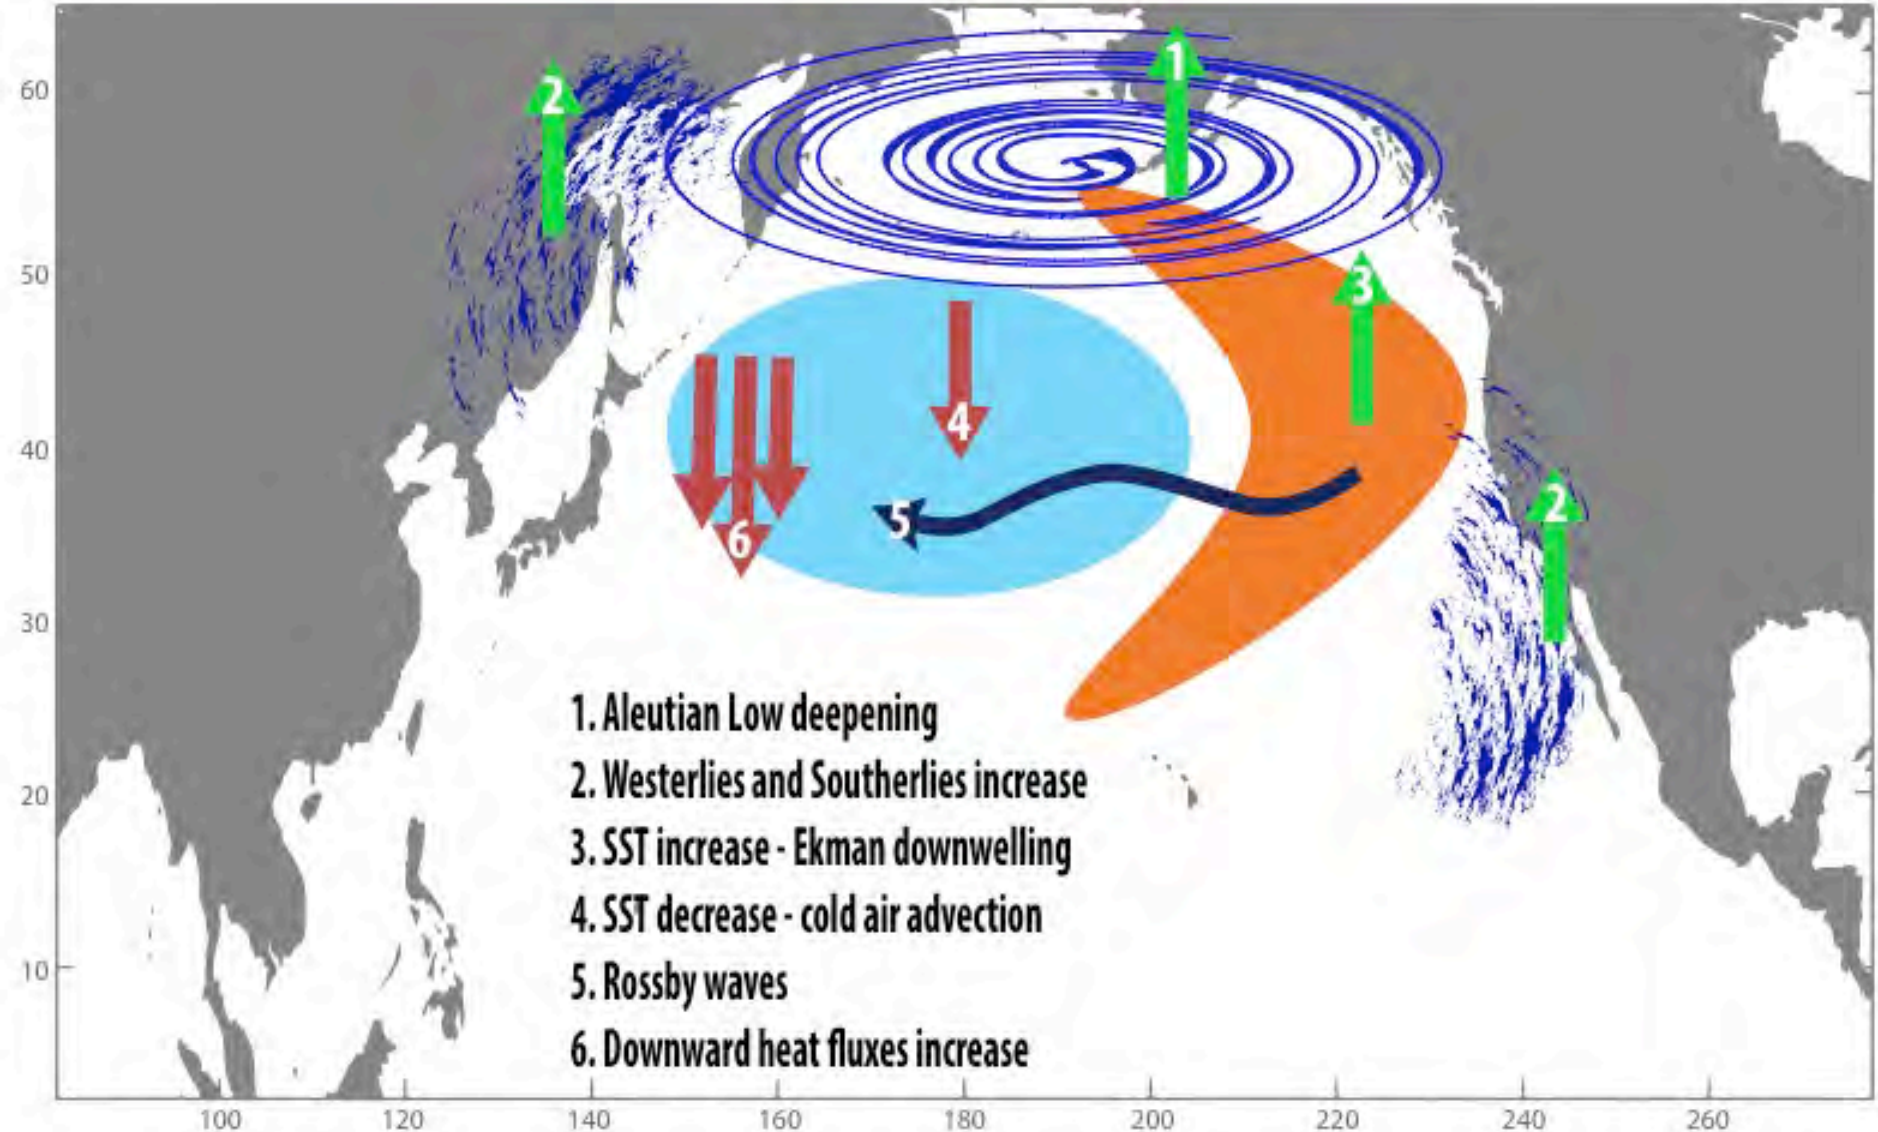 1
2
60
50
3
4
40
2
5
6
30
1. Aleutian Low deepening
2. Westerlies and Southerlies increase
20
3. SST increase - Ekman downwelling
4. SST decrease - cold air advection
10
5. Rossby waves
6. Downward heat fluxes increase
100 120 140 160 180 200 220 240 260